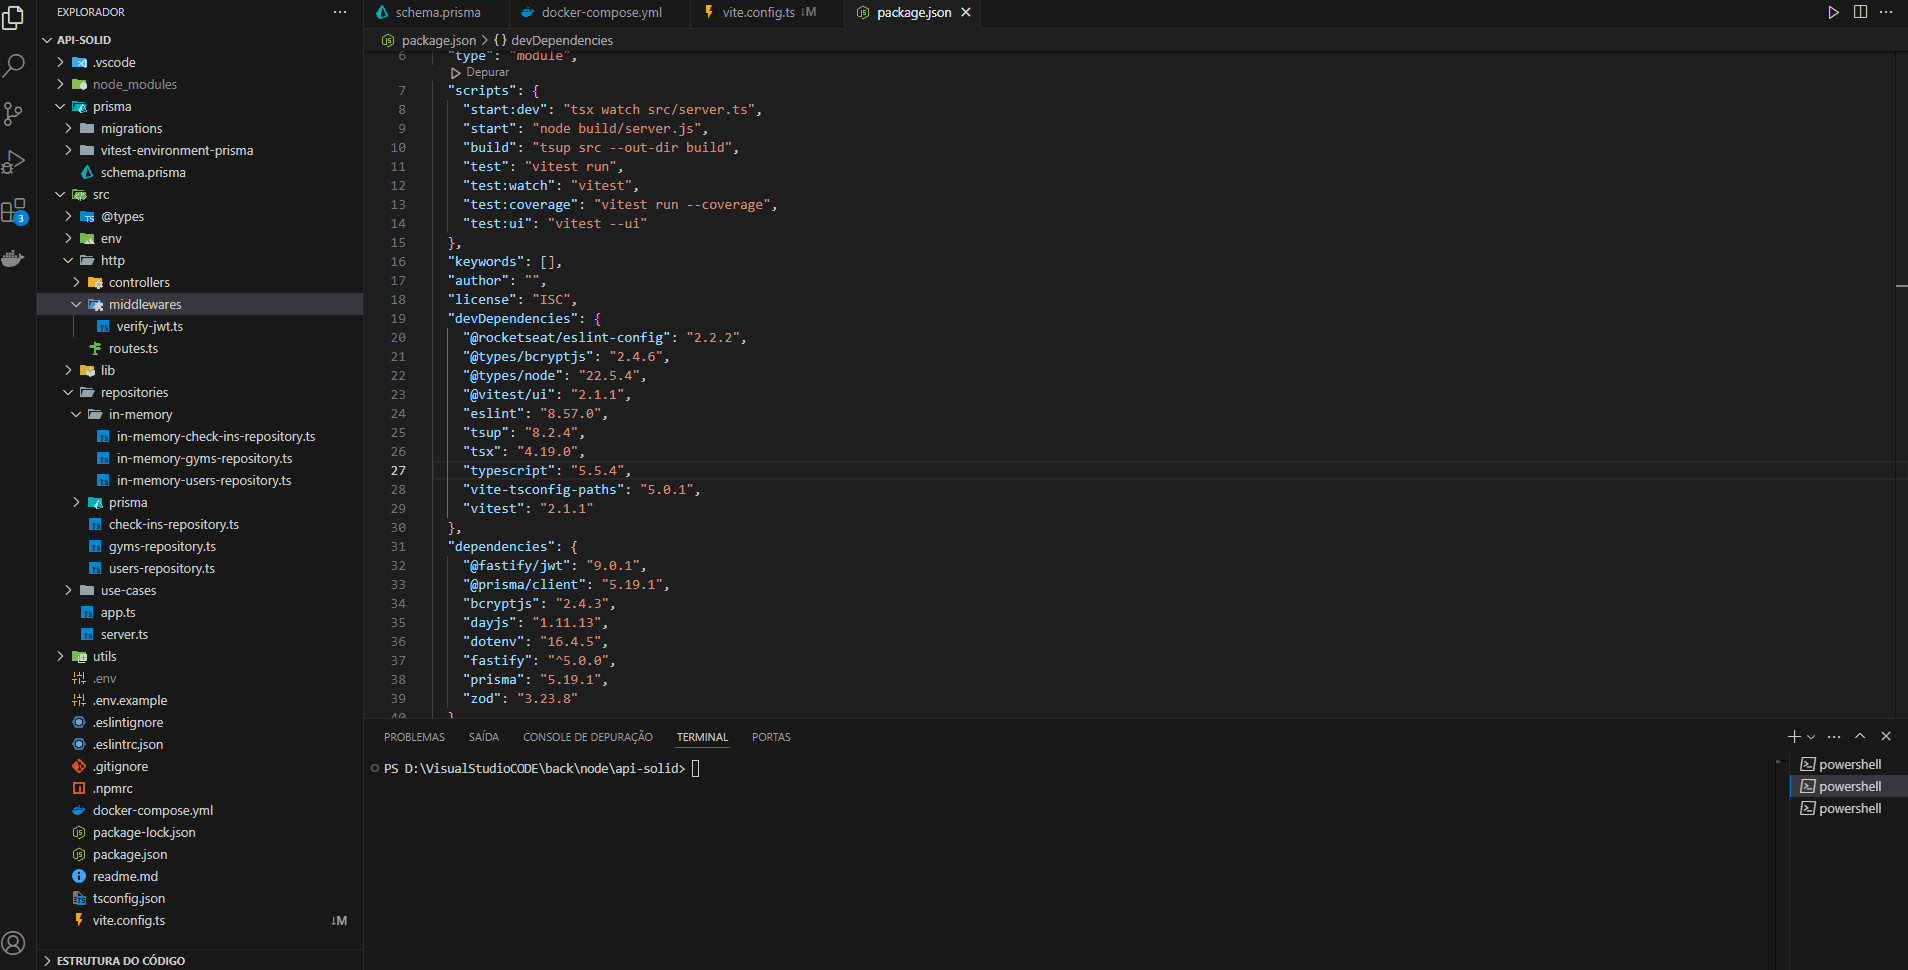 EXPLORADOR
···
schema.prisma
docker-compose.yml
vite.config.ts ↓M
package.json
···
API-SOLID
.vscode
node_modules
prisma
migrations
vitest-environment-prisma
schema.prisma
src
@types
env
http
controllers
middlewares
verify-jwt.ts
routes.ts
lib
repositories
in-memory
in-memory-check-ins-repository.ts
in-memory-gyms-repository.ts
in-memory-users-repository.ts
prisma
check-ins-repository.ts
gyms-repository.ts
users-repository.ts
use-cases
app.ts
server.ts
utils
.env
.env.example
.eslintignore
.eslintrc.json
.gitignore
.npmrc
docker-compose.yml
package-lock.json
package.json
readme.md
tsconfig.json
vite.config.ts ↓M
ESTRUTURA DO CÓDIGO
3
package.json > {} devDependencies
6 "type": "module",
Depurar
7 "scripts": {
8 "start:dev": "tsx watch src/server.ts",
9 "start": "node build/server.js",
10 "build": "tsup src --out-dir build",
11 "test": "vitest run",
12 "test:watch": "vitest",
13 "test:coverage": "vitest run --coverage",
14 "test:ui": "vitest --ui"
15 },
16 "keywords": [],
17 "author": "",
18 "license": "ISC",
19 "devDependencies": {
20 "@rocketseat/eslint-config": "2.2.2",
21 "@types/bcryptjs": "2.4.6",
22 "@types/node": "22.5.4",
23 "@vitest/ui": "2.1.1",
24 "eslint": "8.57.0",
25 "tsup": "8.2.4",
26 "tsx": "4.19.0",
27 "typescript": "5.5.4",
28 "vite-tsconfig-paths": "5.0.1",
29 "vitest": "2.1.1"
30 },
31 "dependencies": {
32 "@fastify/jwt": "9.0.1",
33 "@prisma/client": "5.19.1",
34 "bcryptjs": "2.4.3",
35 "dayjs": "1.11.13",
36 "dotenv": "16.4.5",
37 "fastify": "^5.0.0",
38 "prisma": "5.19.1",
39 "zod": "3.23.8"
40 }
PROBLEMAS SAÍDA CONSOLE DE DEPURAÇÃO TERMINAL PORTAS
PS D:\VisualStudioCODE\back\node\api-solid>
powershell
powershell
powershell